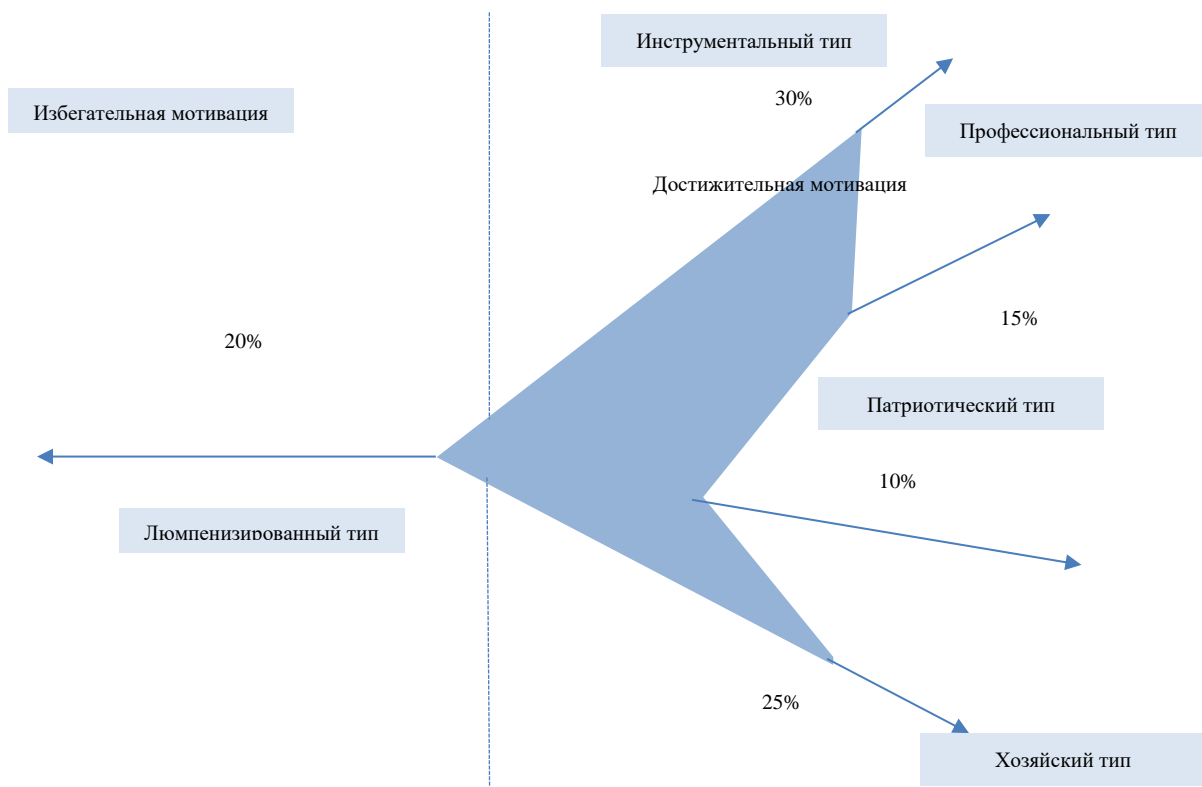 Инструментальный тип
30%
Избегательная мотивация
Профессиональный тип
Достижительная мотивация
20%
15%
Патриотический тип
10%
Люмпенизированный тип
25%
Хозяйский тип